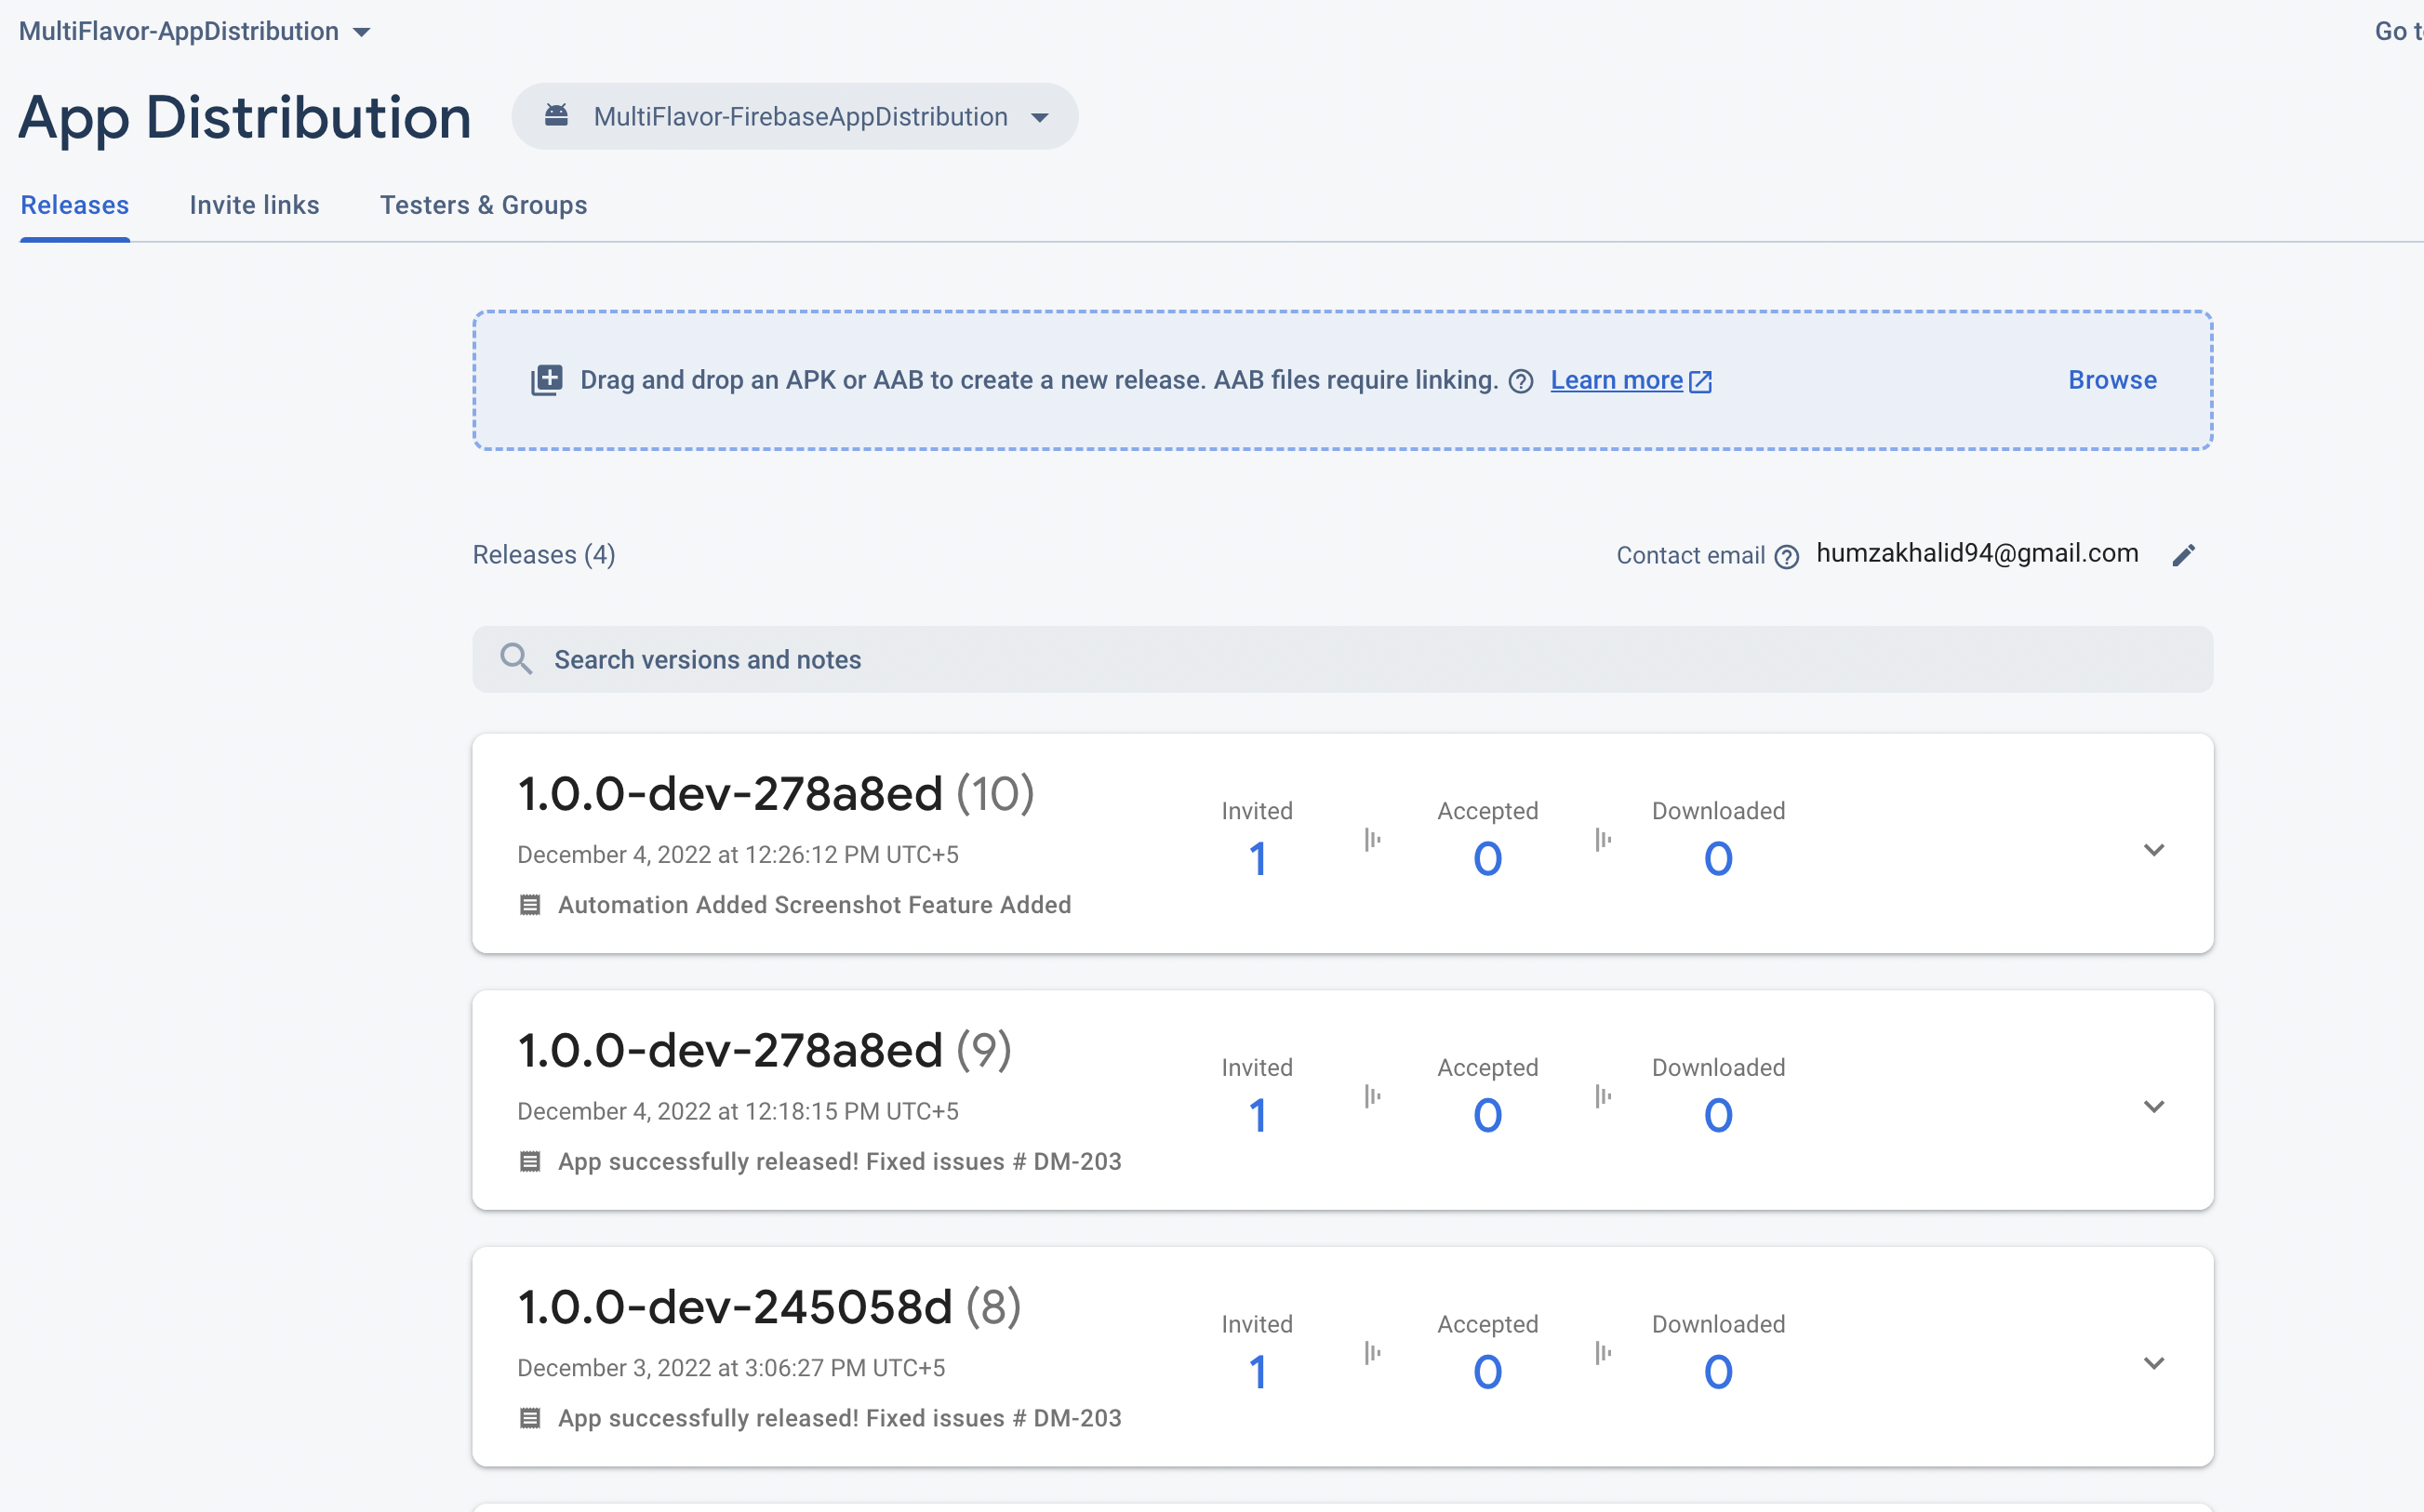 MultiFlavor-AppDistribution
Go t
App Distribution
MultiFlavor-FirebaseAppDistribution
Releases
Invite links
Testers & Groups
Drag and drop an APK or AAB to create a new release. AAB files require linking. Learn more
Browse
Releases (4)
Contact email humzakhalid94@gmail.com
Search versions and notes
1.0.0-dev-278a8ed (10)
December 4, 2022 at 12:26:12 PM UTC+5
Automation Added Screenshot Feature Added
Invited
1
Accepted
0
Downloaded
0
1.0.0-dev-278a8ed (9)
December 4, 2022 at 12:18:15 PM UTC+5
App successfully released! Fixed issues # DM-203
Invited
1
Accepted
0
Downloaded
0
1.0.0-dev-245058d (8)
December 3, 2022 at 3:06:27 PM UTC+5
App successfully released! Fixed issues # DM-203
Invited
1
Accepted
0
Downloaded
0